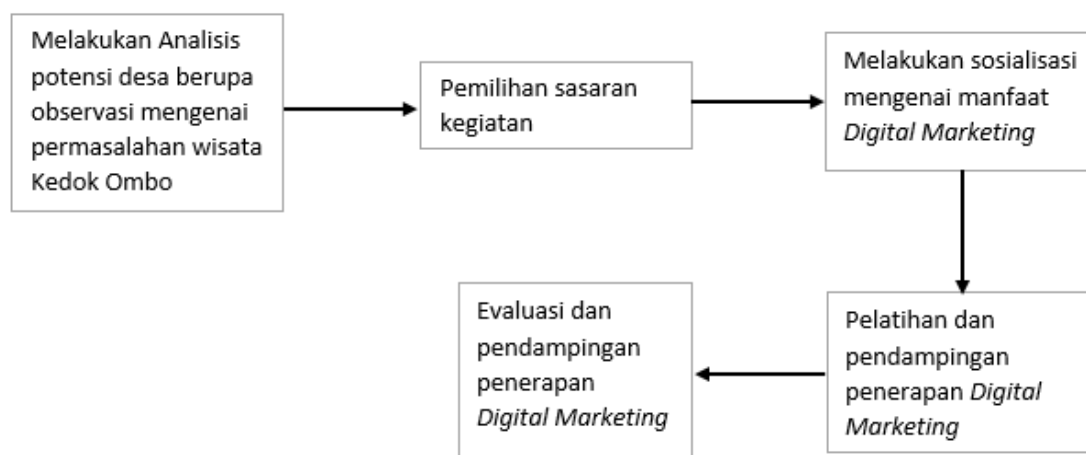 Melakukan Analisis
potensi desa berupa
observasi mengenai
permasalahan wisata
Kedok Ombo
Pemilihan sasaran
kegiatan
Melakukan sosialisasi
mengenai manfaat
Digital Marketing
Pelatihan dan
pendampingan
penerapan Digital
Marketing
Evaluasi dan
pendampingan
penerapan
Digital Marketing